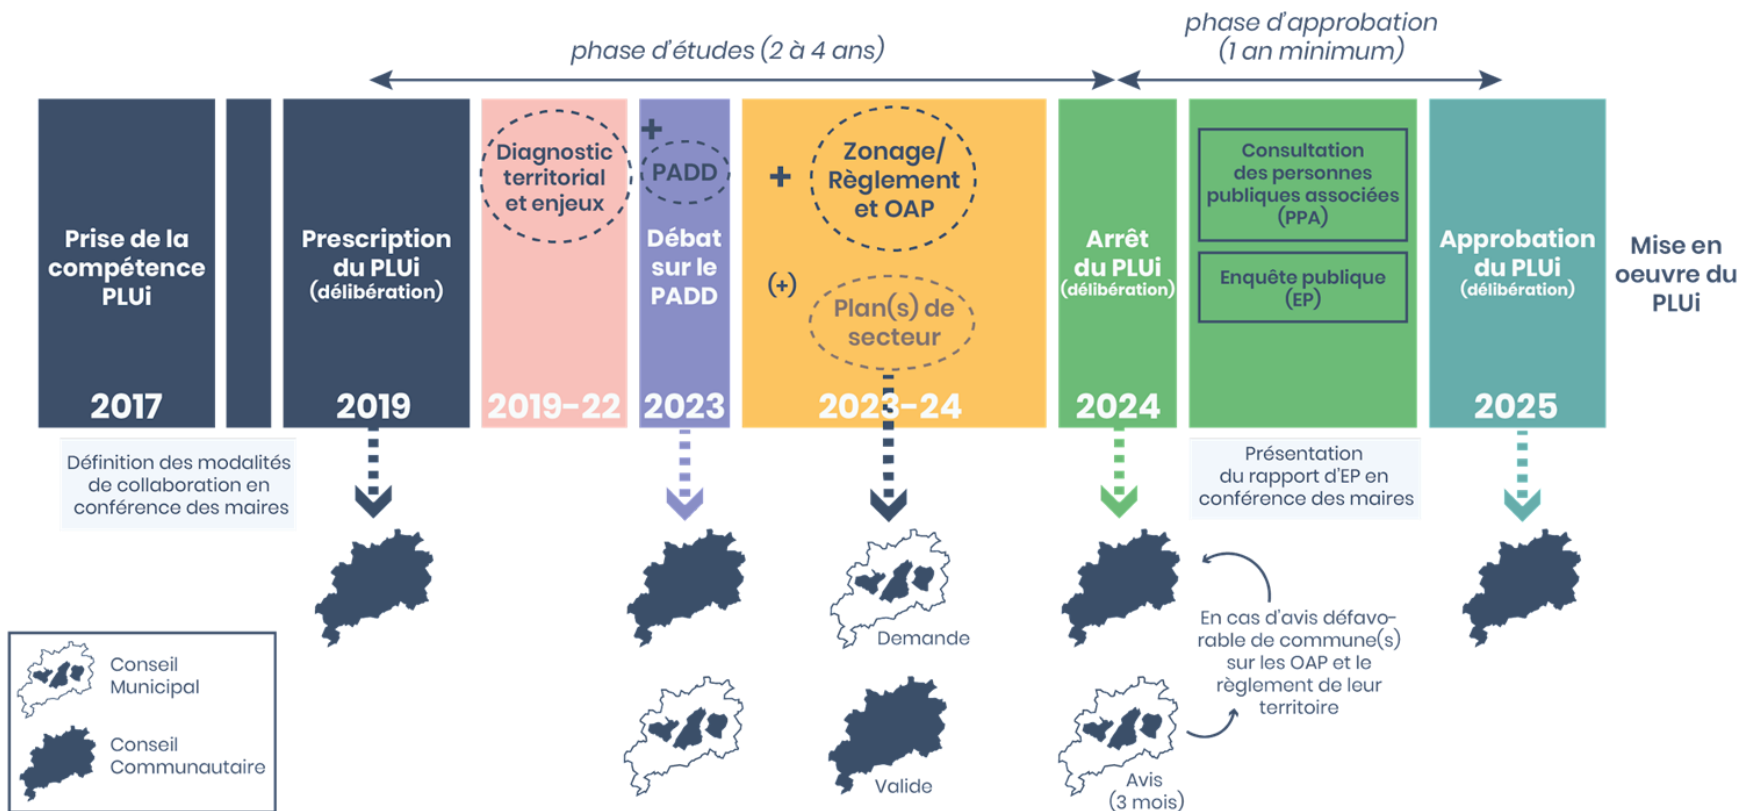 phase d'études (2 à 4 ans)
phase d'approbation
(1 an minimum)
Prise de la
compétence
PLUi
2017
Prescription
du PLUi
(délibération)
2019
Diagnostic
territorial
et enjeux
2019-22
+
PADD
Débat
sur le
PADD
2023
+
Zonage/
Règlement
et OAP
(+)
Plan(s) de
secteur
2023-24
Arrêt
du PLUi
(délibération)
2024
Consultation
des personnes
publiques associées
(PPA)
Enquête publique
(EP)
Approbation
du PLUi
(délibération)
2025
Mise en
oeuvre du
PLUi
Définition des modalités
de collaboration en
conférence des maires
Présentation
du rapport d'EP en
conférence des maires
Demande
Valide
Avis
(3 mois)
En cas d'avis défavo-
rable de commune(s)
sur les OAP et le
règlement de leur
territoire
Conseil
Municipal
Conseil
Communautaire